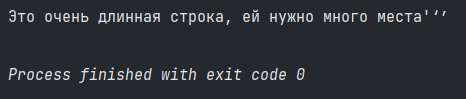 Это очень длинная строка, ей нужно много места'‘’
Process finished with exit code 0